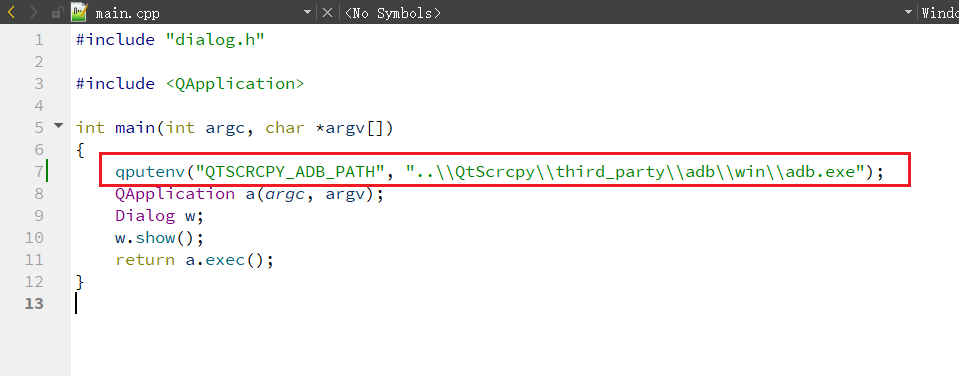 main.cpp <No Symbols> Windo
1 #include "dialog.h"
2
3 #include <QApplication>
4
5 int main(int argc, char *argv[])
6 {
7 qputenv("QTSCRCPY_ADB_PATH", "..\\QtScrcpy\\third_party\\adb\\win\\adb.exe");
8 QApplication a(argc, argv);
9 Dialog w;
10 w.show();
11 return a.exec();
12 }
13